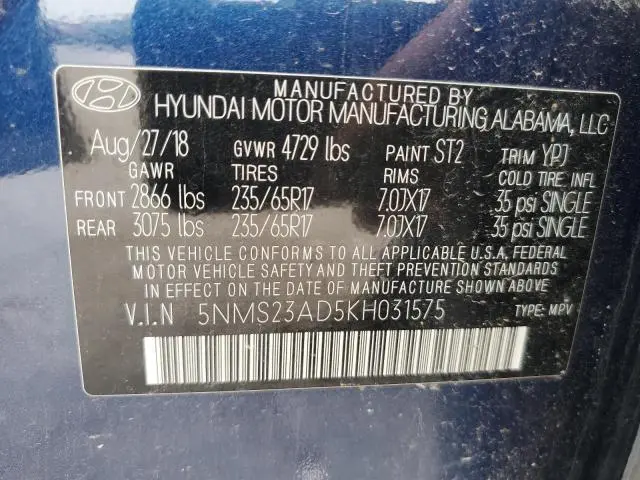 MANUFACTURED BY
HYUNDAI MOTOR MANUFACTURING ALABAMA, LLC
Aug/27/18 GVWR 4729 lbs PAINT ST2 TRIM YPJ
GAWR TIRES RIMS COLD TIRE INFL
FRONT 2866 lbs 235/65R17 7.0JX17 35 psi SINGLE
REAR 3075 lbs 235/65R17 7.0JX17 35 psi SINGLE
THIS VEHICLE CONFORMS TO ALL APPLICABLE U.S.A. FEDERAL
MOTOR VEHICLE SAFETY AND THEFT PREVENTION STANDARDS
IN EFFECT ON THE DATE OF MANUFACTURE SHOWN ABOVE
V.I.N 5NMS23AD5KH031575 TYPE: MPV